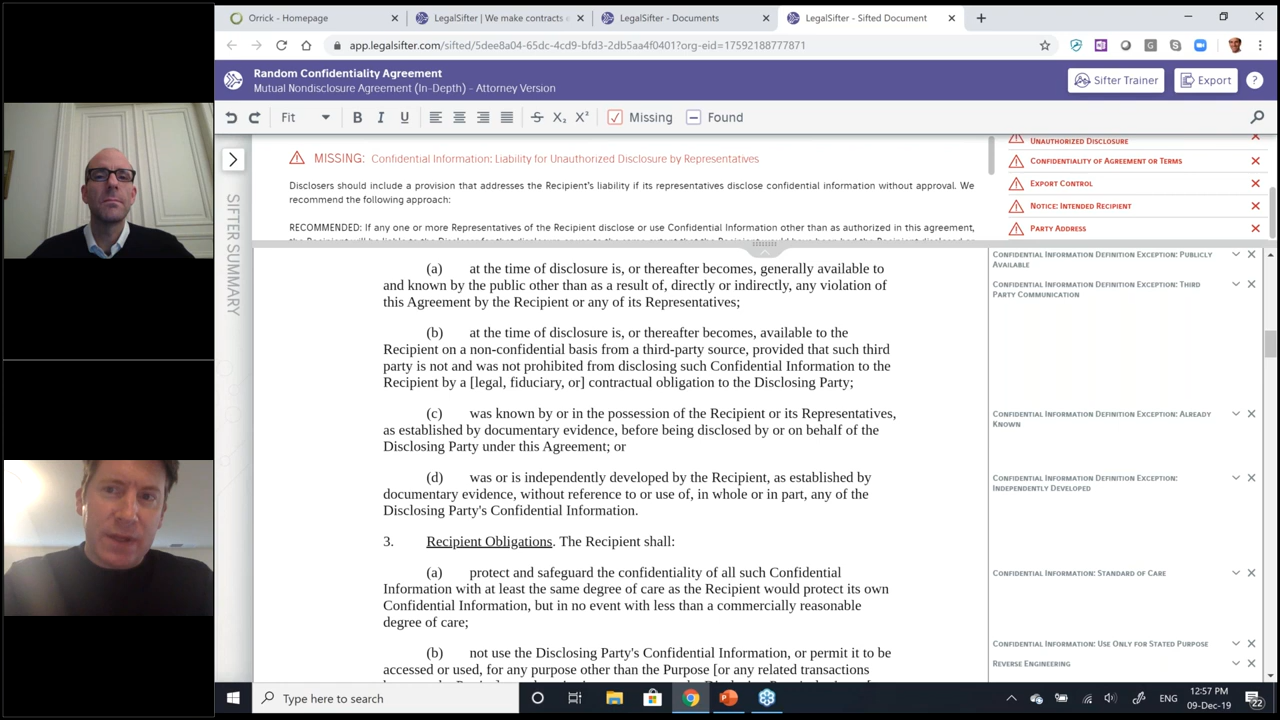 Orrick - Homepage
LegalSifter | We make contracts
LegalSifter - Documents
LegalSifter - Sifted Document
app.legalsifter.com/sifted/5dee8a04-65dc-4cd9-bfd3-2db5aa4f0401?org-eid=17592188777871
Random Confidentiality Agreement
Mutual Nondisclosure Agreement (In-Depth) - Attorney Version
Sifter Trainer
Export
?
Fit
B I U
S X₂ X²
Missing
Found
SIFTER SUMMARY
MISSING: Confidential Information: Liability for Unauthorized Disclosure by Representatives
Disclosers should include a provision that addresses the Recipient's liability if its representatives disclose confidential information without approval. We
recommend the following approach:
RECOMMENDED: If any one or more Representatives of the Recipient disclose or use Confidential Information other than as authorized in this agreement,
UNAUTHORIZED DISCLOSURE
CONFIDENTIALITY OF AGREEMENT OR TERMS
EXPORT CONTROL
NOTICE: INTENDED RECIPIENT
PARTY ADDRESS
(a) at the time of disclosure is, or thereafter becomes, generally available to
and known by the public other than as a result of, directly or indirectly, any violation of
this Agreement by the Recipient or any of its Representatives;
(b) at the time of disclosure is, or thereafter becomes, available to the
Recipient on a non-confidential basis from a third-party source, provided that such third
party is not and was not prohibited from disclosing such Confidential Information to the
Recipient by a [legal, fiduciary, or] contractual obligation to the Disclosing Party;
(c) was known by or in the possession of the Recipient or its Representatives,
as established by documentary evidence, before being disclosed by or on behalf of the
Disclosing Party under this Agreement; or
(d) was or is independently developed by the Recipient, as established by
documentary evidence, without reference to or use of, in whole or in part, any of the
Disclosing Party's Confidential Information.
3. Recipient Obligations. The Recipient shall:
(a) protect and safeguard the confidentiality of all such Confidential
Information with at least the same degree of care as the Recipient would protect its own
Confidential Information, but in no event with less than a commercially reasonable
degree of care;
(b) not use the Disclosing Party's Confidential Information, or permit it to be
accessed or used, for any purpose other than the Purpose [or any related transactions
CONFIDENTIAL INFORMATION DEFINITION EXCEPTION: PUBLICLY
AVAILABLE
CONFIDENTIAL INFORMATION DEFINITION EXCEPTION: THIRD
PARTY COMMUNICATION
CONFIDENTIAL INFORMATION DEFINITION EXCEPTION: ALREADY
KNOWN
CONFIDENTIAL INFORMATION DEFINITION EXCEPTION:
INDEPENDENTLY DEVELOPED
CONFIDENTIAL INFORMATION: STANDARD OF CARE
CONFIDENTIAL INFORMATION: USE ONLY FOR STATED PURPOSE
REVERSE ENGINEERING
Type here to search
ENG
12:57 PM
09-Dec-19
22